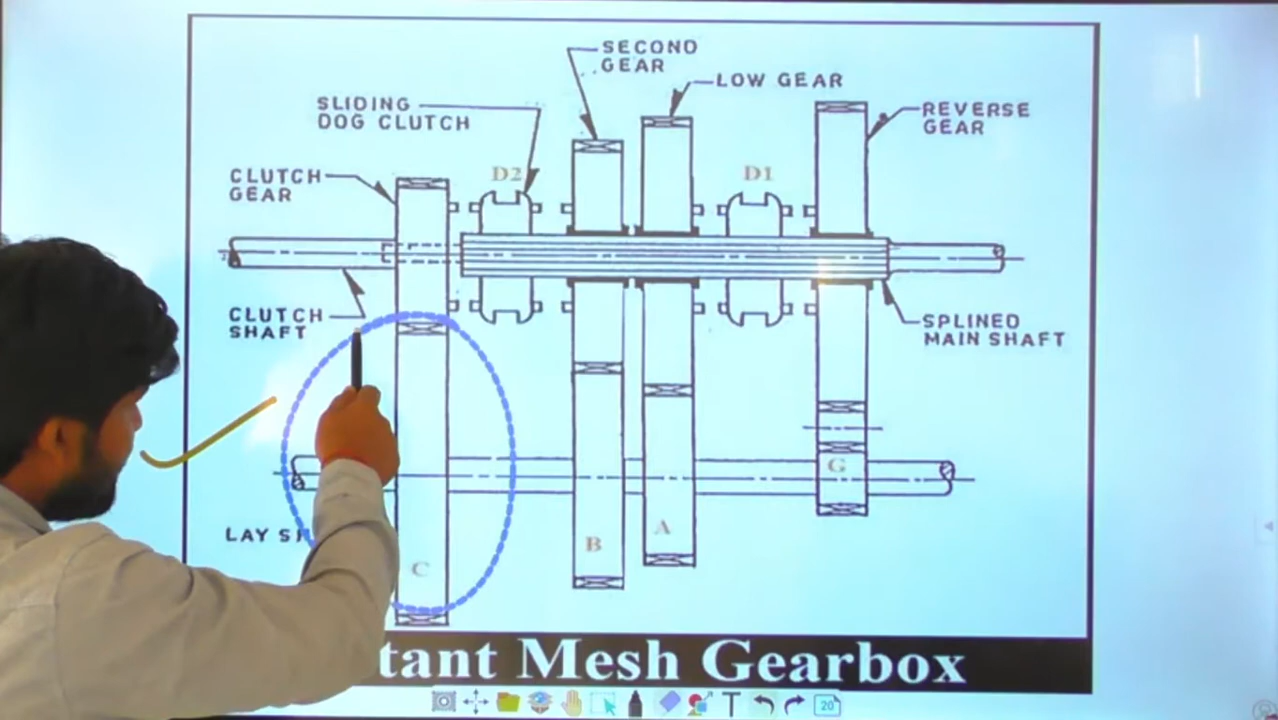 SECOND
GEAR
LOW GEAR
SLIDING
DOG CLUTCH
REVERSE
GEAR
CLUTCH
GEAR
D2
D1
CLUTCH
SHAFT
SPLINED
MAIN SHAFT
G
LAY
A
B
C
tant Mesh Gearbox
T
20